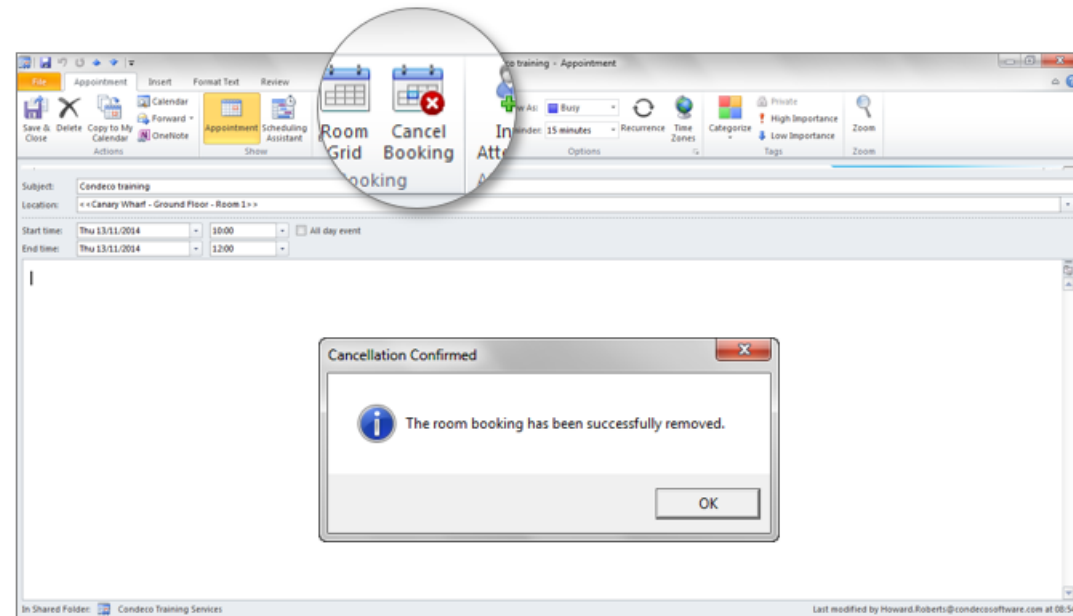 co training - Appointment
File Appointment Insert Format Text Review
Save & Close
Delete
Copy to My Calendar
Calendar
Forward
OneNote
Actions
Appointment
Scheduling Assistant
Show
Room Grid
Cancel Booking
ooking
In
Att
w As: Busy
inder: 15 minutes
Recurrence
Time Zones
Options
Categorize
Private
High Importance
Low Importance
Tags
Zoom
Zoom
Subject: Condeco training
Location: <<Canary Wharf - Ground Floor - Room 1>>
Start time: Thu 13/11/2014 10:00 All day event
End time: Thu 13/11/2014 12:00
Cancellation Confirmed
The room booking has been successfully removed.
OK
In Shared Folder: Condeco Training Services
Last modified by Howard.Roberts@condecosoftware.com at 08:5